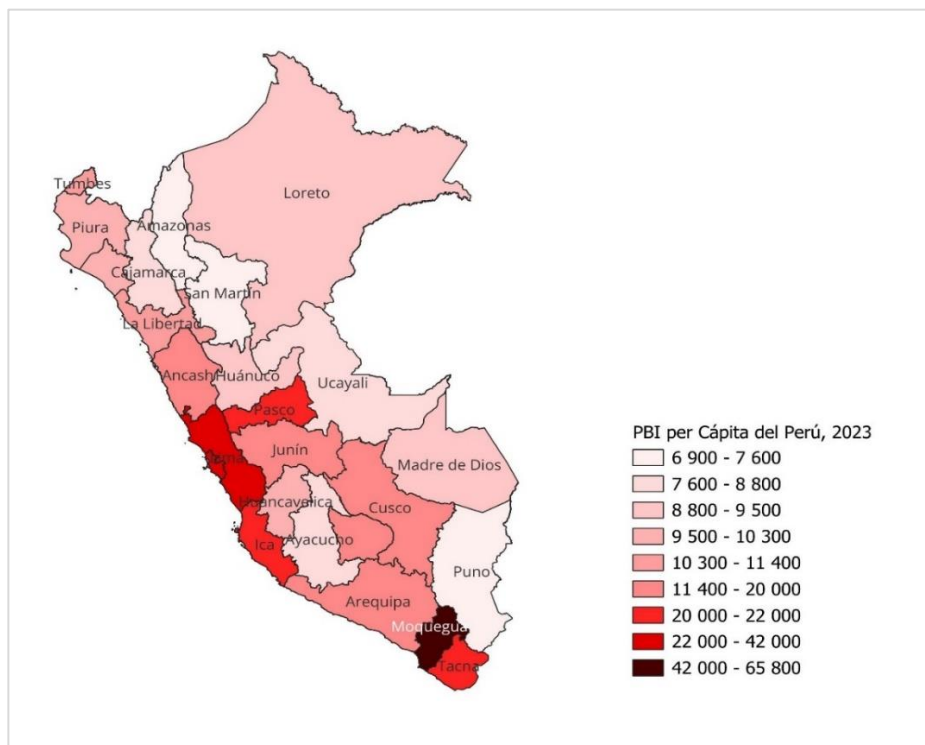 Loreto
Tumbes
Piura
Amazonas
Cajamarca
San Martín
La Libertad
Ancash
Huánuco
Ucayali
Pasco
Lima
Junín
Madre de Dios
Huancavelica
Cusco
Ica
Ayacucho
Puno
Arequipa
Moquegua
Tacna
PBI per Cápita del Perú, 2023
6 900 - 7 600
7 600 - 8 800
8 800 - 9 500
9 500 - 10 300
10 300 - 11 400
11 400 - 20 000
20 000 - 22 000
22 000 - 42 000
42 000 - 65 800